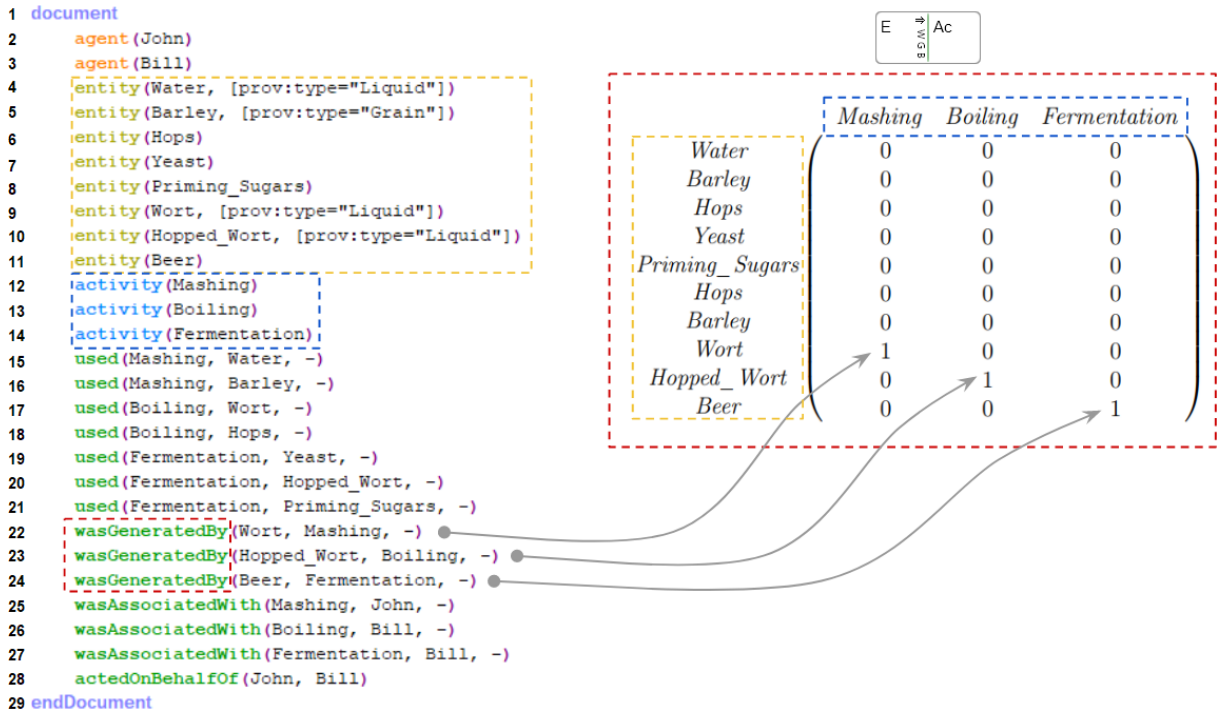 1 document
2 agent(John)
3 agent(Bill)
4 entity(Water, [prov:type="Liquid"])
5 entity(Barley, [prov:type="Grain"])
6 entity(Hops)
7 entity(Yeast)
8 entity(Priming_Sugars)
9 entity(Wort, [prov:type="Liquid"])
10 entity(Hopped_Wort, [prov:type="Liquid"])
11 entity(Beer)
12 activity(Mashing)
13 activity(Boiling)
14 activity(Fermentation)
15 used(Mashing, Water, -)
16 used(Mashing, Barley, -)
17 used(Boiling, Wort, -)
18 used(Boiling, Hops, -)
19 used(Fermentation, Yeast, -)
20 used(Fermentation, Hopped_Wort, -)
21 used(Fermentation, Priming_Sugars, -)
22 wasGeneratedBy(Wort, Mashing, -)
23 wasGeneratedBy(Hopped_Wort, Boiling, -)
24 wasGeneratedBy(Beer, Fermentation, -)
25 wasAssociatedWith(Mashing, John, -)
26 wasAssociatedWith(Boiling, Bill, -)
27 wasAssociatedWith(Fermentation, Bill, -)
28 actedOnBehalfOf(John, Bill)
29 endDocument
E ⇒ W G B Ac
Mashing Boiling Fermentation
Water 0 0 0
Barley 0 0 0
Hops 0 0 0
Yeast 0 0 0
Priming_Sugars 0 0 0
Hops 0 0 0
Barley 0 0 0
Wort 1 0 0
Hopped_Wort 0 1 0
Beer 0 0 1